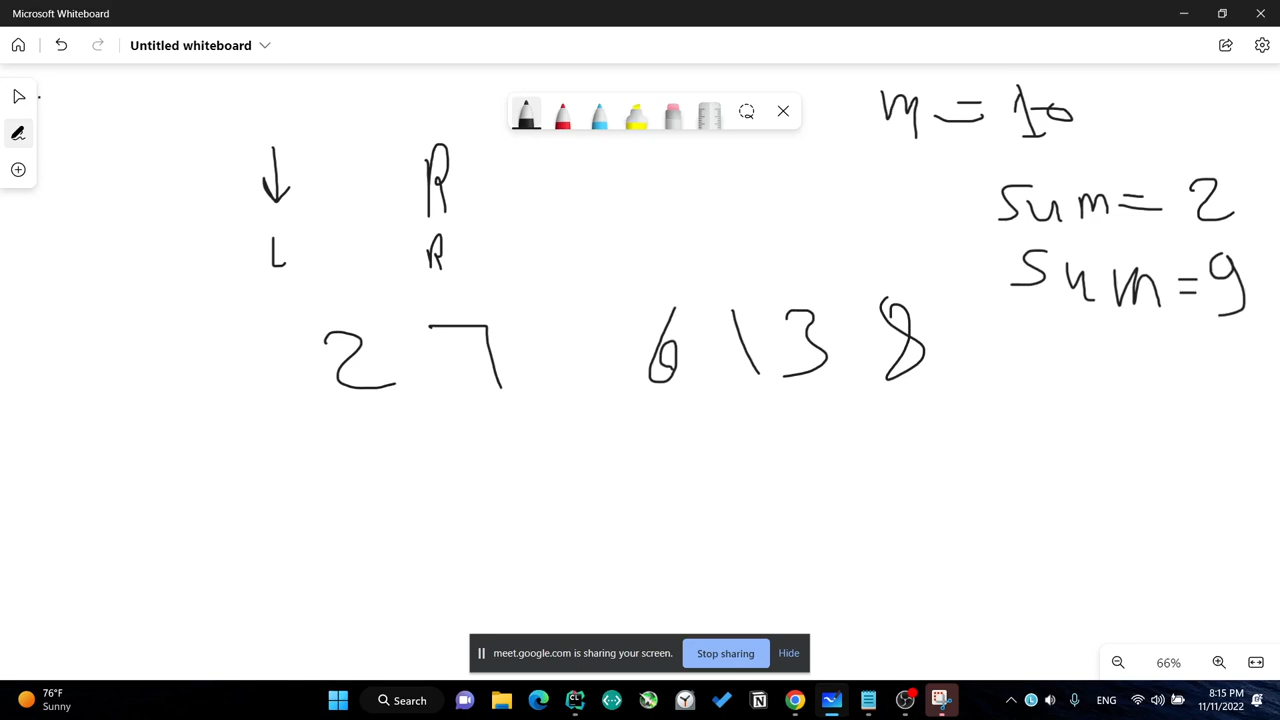 Microsoft Whiteboard
Untitled whiteboard
m = 10
R
sum = 2
L R
sum = 9
2 7 6 1 3 8
meet.google.com is sharing your screen. Stop sharing Hide
66%
76°F
Sunny
Search
ENG
8:15 PM
11/11/2022